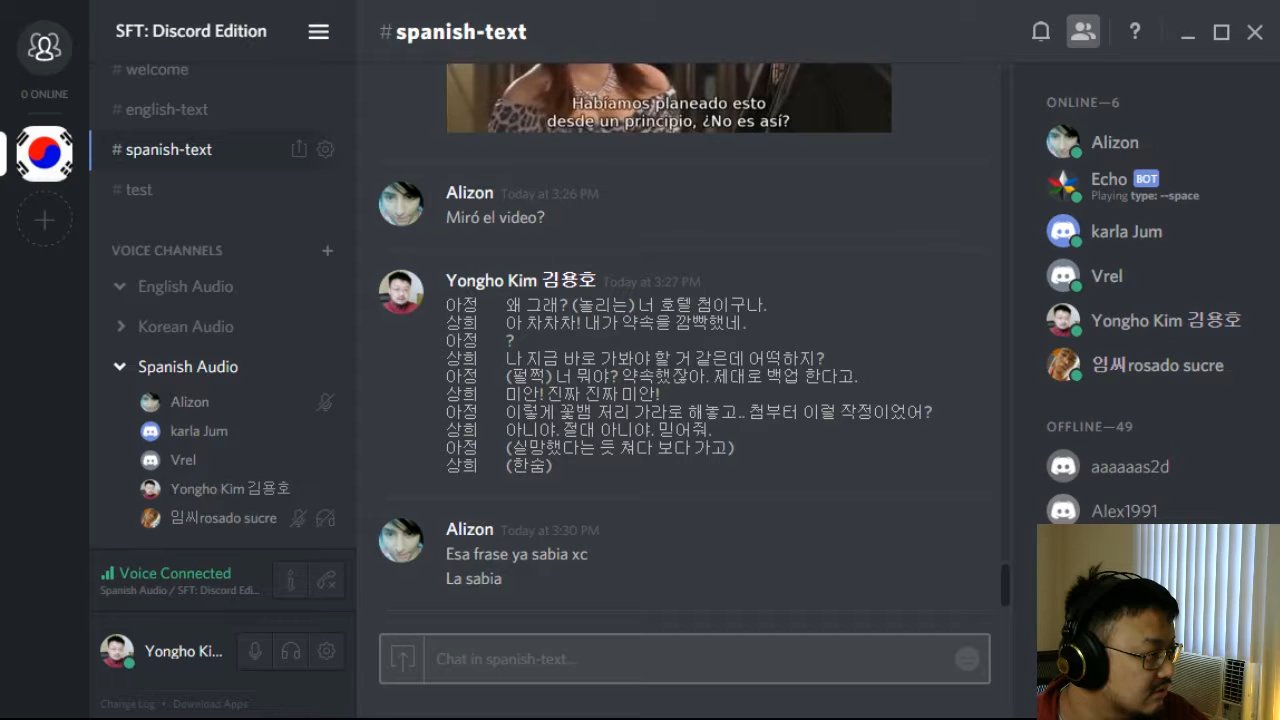 SFT: Discord Edition
0 ONLINE
# welcome
# english-text
# spanish-text
# test
VOICE CHANNELS
English Audio
Korean Audio
Spanish Audio
Alizon
karla Jum
Vrel
Yongho Kim 김용호
임씨rosado sucre
Voice Connected
Spanish Audio / SFT: Discord Edi...
Yongho Ki...
Change Log • Download Apps
# spanish-text
Habíamos planeado esto
desde un principio, ¿No es así?
Alizon Today at 3:26 PM
Miró el video?
Yongho Kim 김용호 Today at 3:27 PM
아정 왜 그래? (놀리는) 너 호텔 첨이구나.
상희 아 차차차! 내가 약속을 깜빡했네.
아정 ?
상희 나 지금 바로 가봐야 할 거 같은데 어떡하지?
아정 (펄쩍) 너 뭐야? 약속했잖아. 제대로 백업 한다고.
상희 미안! 진짜 진짜 미안!
아정 이렇게 꽃뱀 저리 가라로 해놓고.. 첨부터 이럴 작정이었어?
상희 아니야. 절대 아니야. 믿어줘.
아정 (실망했다는 듯 쳐다 보다 가고)
상희 (한숨)
Alizon Today at 3:30 PM
Esa frase ya sabia xc
La sabia
Chat in spanish-text...
?
ONLINE—6
Alizon
Echo BOT
Playing type: --space
karla Jum
Vrel
Yongho Kim 김용호
임씨rosado sucre
OFFLINE—49
aaaaaas2d
Alex1991